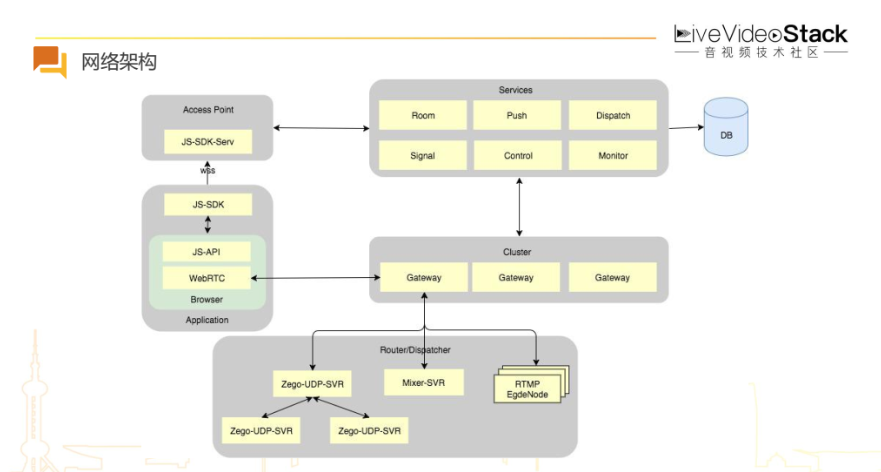 LiveVideoStack
音视频技术社区
网络架构
Services
Access Point
Room
Push
Dispatch
JS-SDK-Serv
DB
Signal
Control
Monitor
wss
JS-SDK
JS-API
Cluster
WebRTC
Gateway
Gateway
Gateway
Browser
Application
Router/Dispatcher
Zego-UDP-SVR
Mixer-SVR
RTMP
EgdeNode
Zego-UDP-SVR
Zego-UDP-SVR